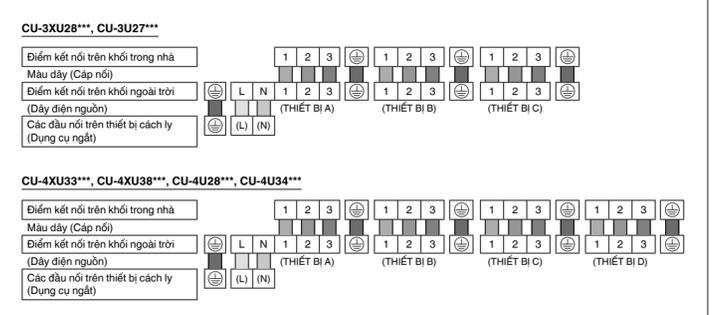 CU-3XU28***, CU-3U27***
Điểm kết nối trên khối trong nhà 1 2 3 1 2 3 1 2 3
Màu dây (Cáp nối)
Điểm kết nối trên khối ngoài trời L N 1 2 3 1 2 3 1 2 3
(Dây điện nguồn) (THIẾT BỊ A) (THIẾT BỊ B) (THIẾT BỊ C)
Các đầu nối trên thiết bị cách ly (L) (N)
(Dụng cụ ngắt)
CU-4XU33***, CU-4XU38***, CU-4U28***, CU-4U34***
Điểm kết nối trên khối trong nhà 1 2 3 1 2 3 1 2 3 1 2 3
Màu dây (Cáp nối)
Điểm kết nối trên khối ngoài trời L N 1 2 3 1 2 3 1 2 3 1 2 3
(Dây điện nguồn) (THIẾT BỊ A) (THIẾT BỊ B) (THIẾT BỊ C) (THIẾT BỊ D)
Các đầu nối trên thiết bị cách ly (L) (N)
(Dụng cụ ngắt)